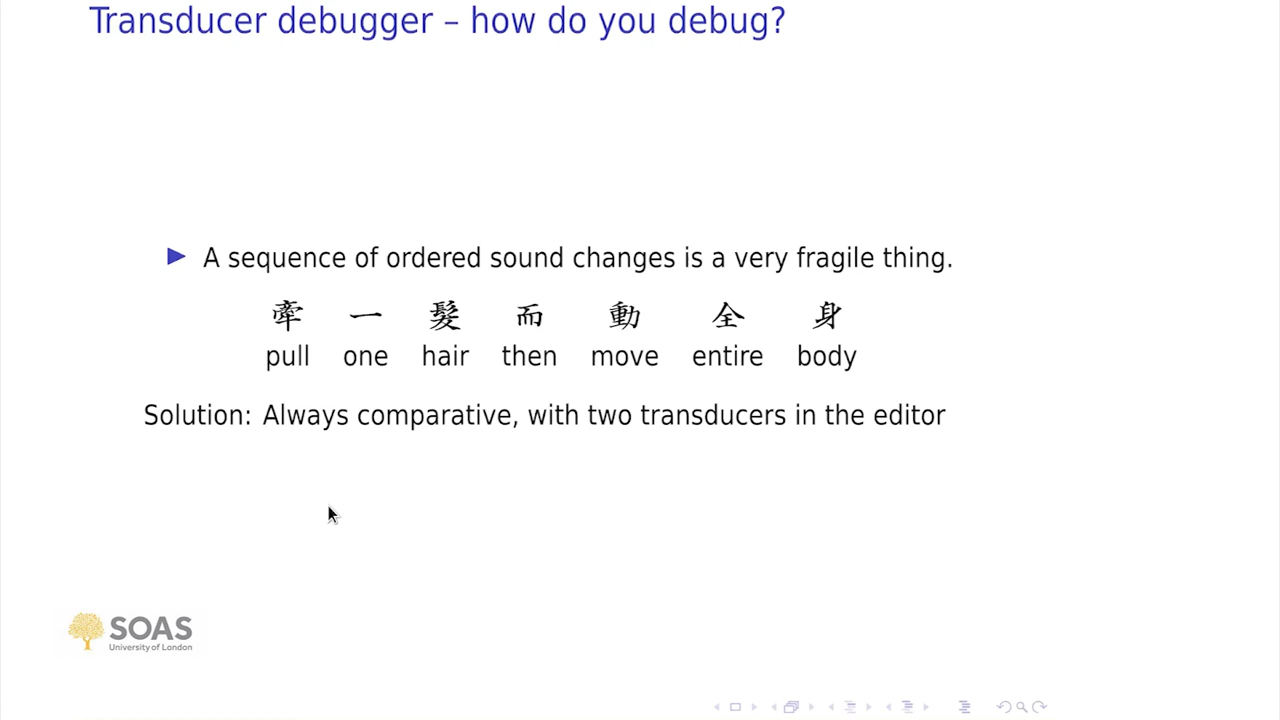 Transducer debugger – how do you debug?
A sequence of ordered sound changes is a very fragile thing.
牽 一 髮 而 動 全 身
pull one hair then move entire body
Solution: Always comparative, with two transducers in the editor
SOAS
University of London